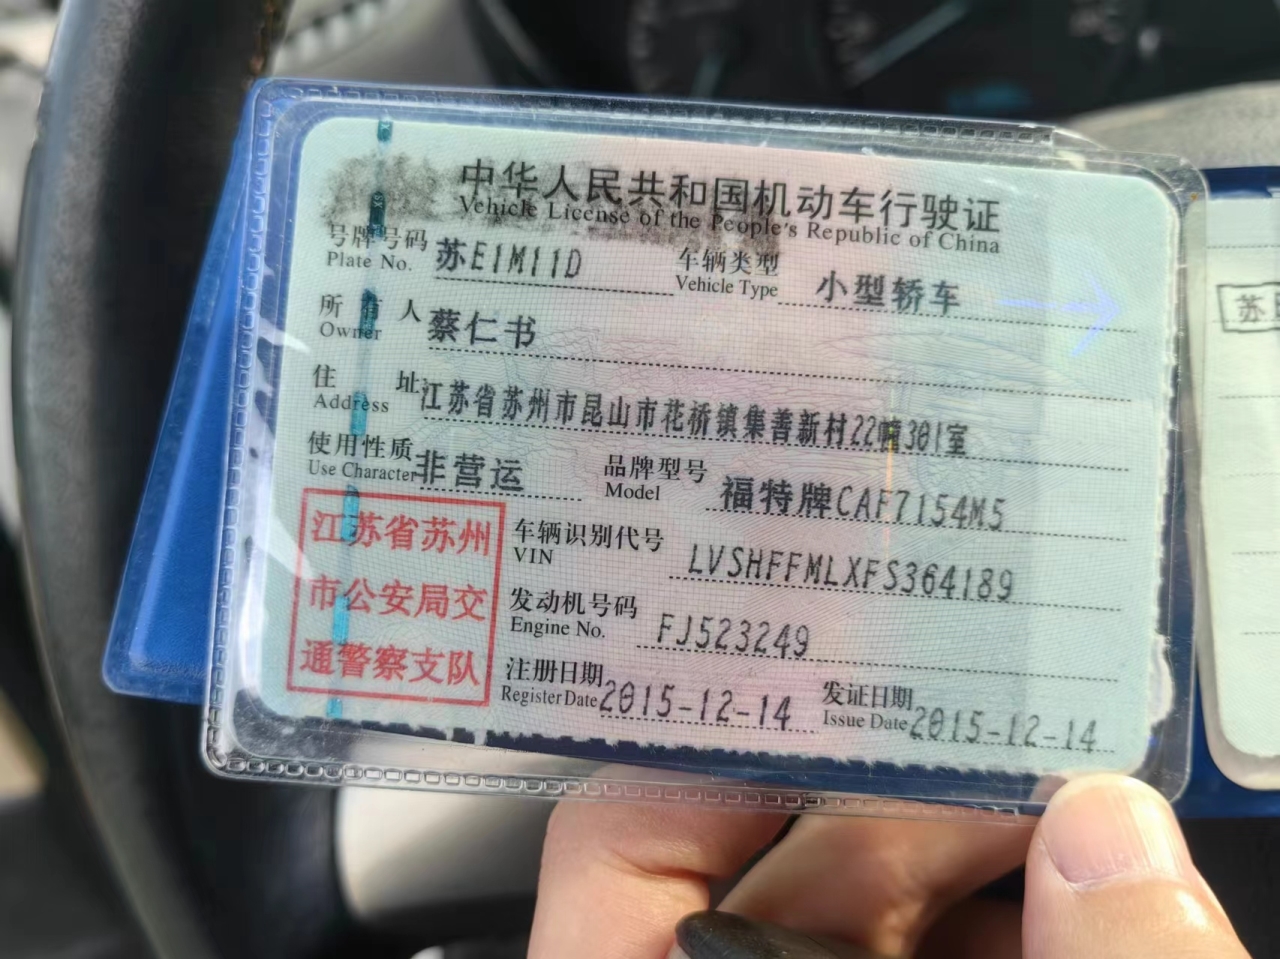 中华人民共和国机动车行驶证
Vehicle License of the People's Republic of China
号牌号码 苏E1M11D 车辆类型 小型轿车
Plate No. Vehicle Type
所有人 蔡仁书
Owner
住址 江苏省苏州市昆山市花桥镇集善新村22幢301室
Address
使用性质 非营运 品牌型号 福特牌CAF7154M5
Use Character Model
江苏省苏州
市公安局交
通警察支队
车辆识别代号 LVSHFFMLXFS364189
VIN
发动机号码 FJ523249
Engine No.
注册日期 2015-12-14 发证日期 2015-12-14
Register Date Issue Date
苏